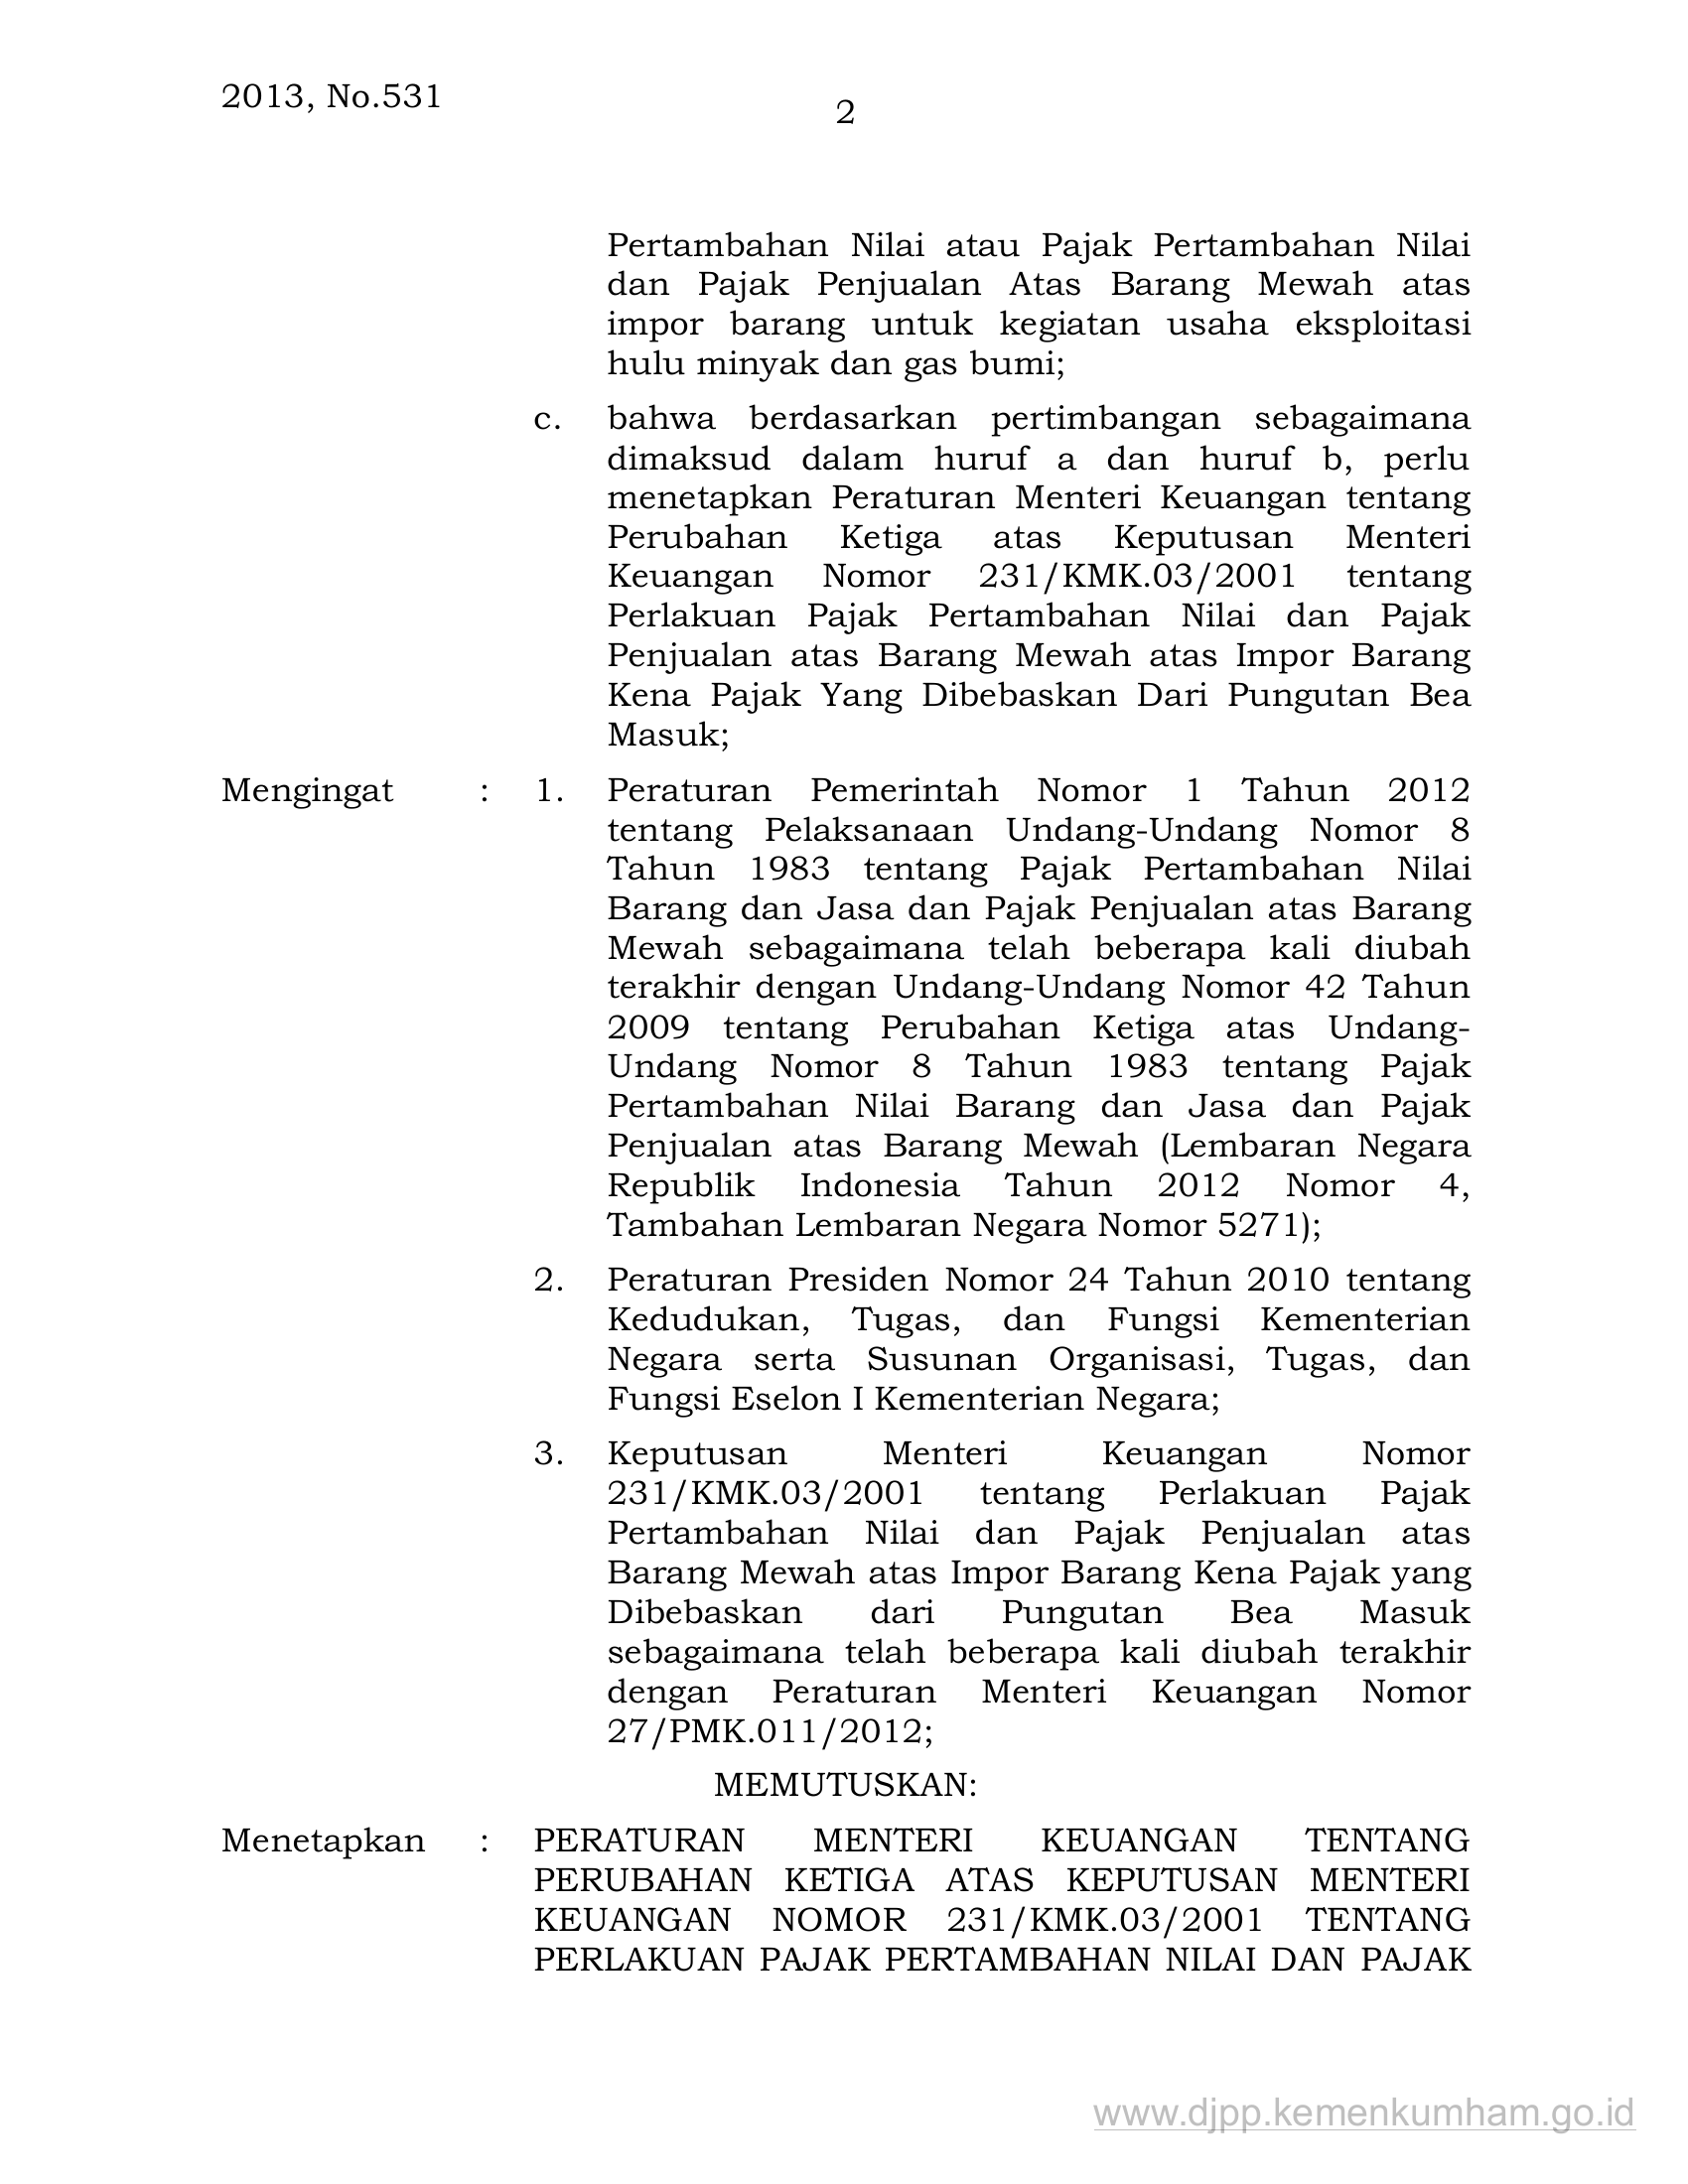 2013, No.531
2
Pertambahan Nilai atau Pajak Pertambahan Nilai
dan Pajak Penjualan Atas Barang Mewah atas
impor barang untuk kegiatan usaha eksploitasi
hulu minyak dan gas bumi;
c. bahwa berdasarkan pertimbangan sebagaimana
dimaksud dalam huruf a dan huruf b, perlu
menetapkan Peraturan Menteri Keuangan tentang
Perubahan Ketiga atas Keputusan Menteri
Keuangan Nomor 231/KMK.03/2001 tentang
Perlakuan Pajak Pertambahan Nilai dan Pajak
Penjualan atas Barang Mewah atas Impor Barang
Kena Pajak Yang Dibebaskan Dari Pungutan Bea
Masuk;
Mengingat : 1. Peraturan Pemerintah Nomor 1 Tahun 2012
tentang Pelaksanaan Undang-Undang Nomor 8
Tahun 1983 tentang Pajak Pertambahan Nilai
Barang dan Jasa dan Pajak Penjualan atas Barang
Mewah sebagaimana telah beberapa kali diubah
terakhir dengan Undang-Undang Nomor 42 Tahun
2009 tentang Perubahan Ketiga atas Undang-
Undang Nomor 8 Tahun 1983 tentang Pajak
Pertambahan Nilai Barang dan Jasa dan Pajak
Penjualan atas Barang Mewah (Lembaran Negara
Republik Indonesia Tahun 2012 Nomor 4,
Tambahan Lembaran Negara Nomor 5271);
2. Peraturan Presiden Nomor 24 Tahun 2010 tentang
Kedudukan, Tugas, dan Fungsi Kementerian
Negara serta Susunan Organisasi, Tugas, dan
Fungsi Eselon I Kementerian Negara;
3. Keputusan Menteri Keuangan Nomor
231/KMK.03/2001 tentang Perlakuan Pajak
Pertambahan Nilai dan Pajak Penjualan atas
Barang Mewah atas Impor Barang Kena Pajak yang
Dibebaskan dari Pungutan Bea Masuk
sebagaimana telah beberapa kali diubah terakhir
dengan Peraturan Menteri Keuangan Nomor
27/PMK.011/2012;
MEMUTUSKAN:
Menetapkan : PERATURAN MENTERI KEUANGAN TENTANG
PERUBAHAN KETIGA ATAS KEPUTUSAN MENTERI
KEUANGAN NOMOR 231/KMK.03/2001 TENTANG
PERLAKUAN PAJAK PERTAMBAHAN NILAI DAN PAJAK
www.djpp.kemenkumham.go.id